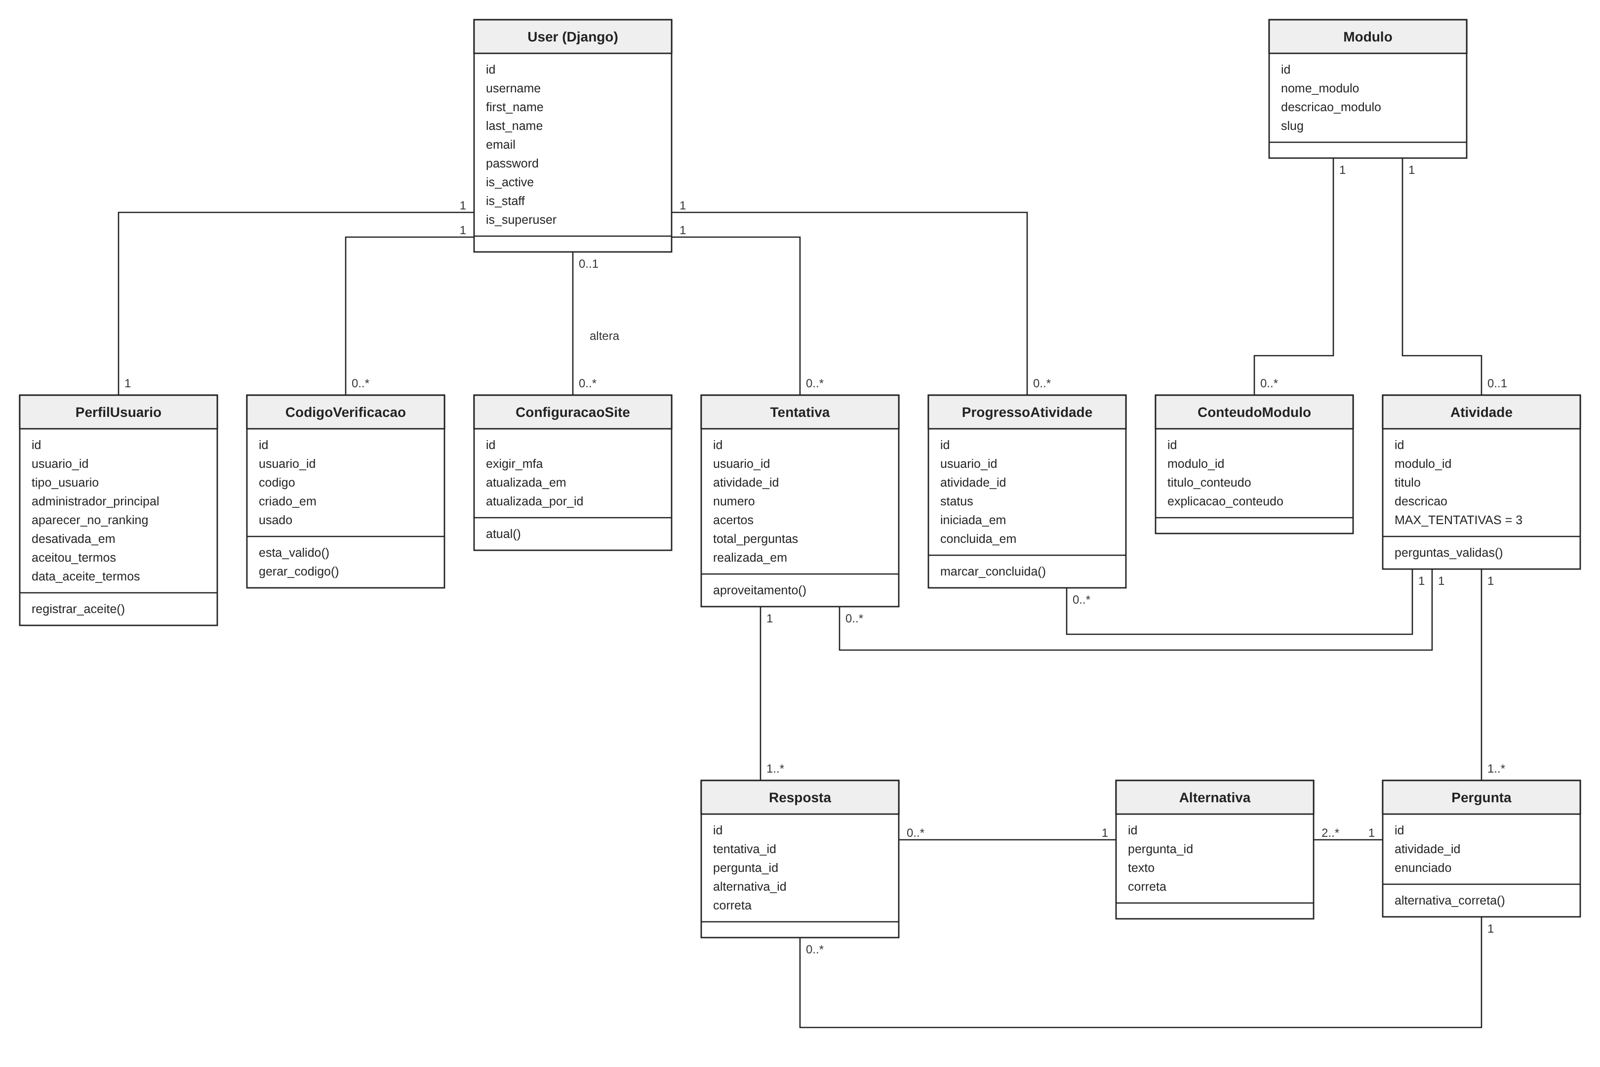 User (Django)
id
username
first_name
last_name
email
password
is_active
is_staff
is_superuser
Modulo
id
nome_modulo
descricao_modulo
slug
1
1
1
1
0..1
altera
1
1
1
0..*
0..*
0..*
0..*
0..*
0..1
PerfilUsuario
id
usuario_id
tipo_usuario
administrador_principal
aparecer_no_ranking
desativada_em
aceitou_termos
data_aceite_termos
registrar_aceite()
CodigoVerificacao
id
usuario_id
codigo
criado_em
usado
esta_valido()
gerar_codigo()
ConfiguracaoSite
id
exigir_mfa
atualizada_em
atualizada_por_id
atual()
Tentativa
id
usuario_id
atividade_id
numero
acertos
total_perguntas
realizada_em
aproveitamento()
ProgressoAtividade
id
usuario_id
atividade_id
status
iniciada_em
concluida_em
marcar_concluida()
ConteudoModulo
id
modulo_id
titulo_conteudo
explicacao_conteudo
Atividade
id
modulo_id
titulo
descricao
MAX_TENTATIVAS = 3
perguntas_validas()
1
0..*
0..*
1
1
1
1..*
1..*
Resposta
id
tentativa_id
pergunta_id
alternativa_id
correta
0..*
1
Alternativa
id
pergunta_id
texto
correta
2..*
1
Pergunta
id
atividade_id
enunciado
alternativa_correta()
0..*
1